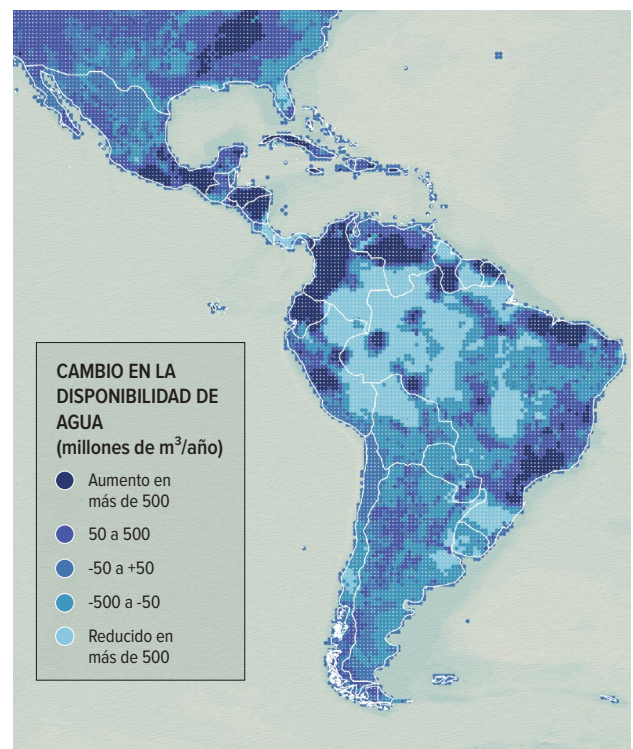 CAMBIO EN LA
DISPONIBILIDAD DE
AGUA
(millones de m³/año)
Aumento en
más de 500
50 a 500
-50 a +50
-500 a -50
Reducido en
más de 500